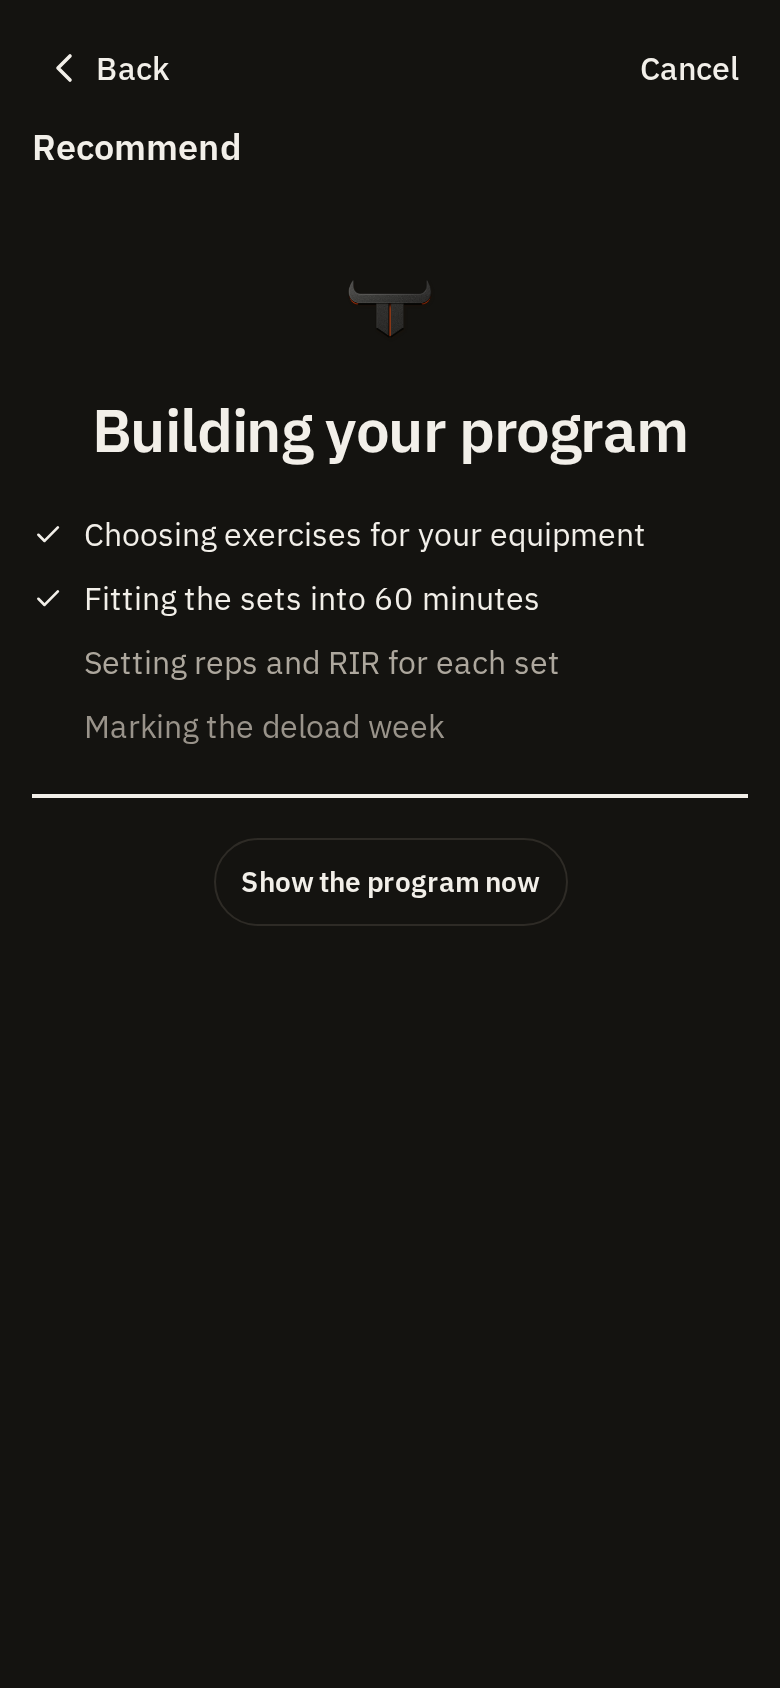 Back
Cancel
Recommend
Building your program
Choosing exercises for your equipment
Fitting the sets into 60 minutes
Setting reps and RIR for each set
Marking the deload week
Show the program now